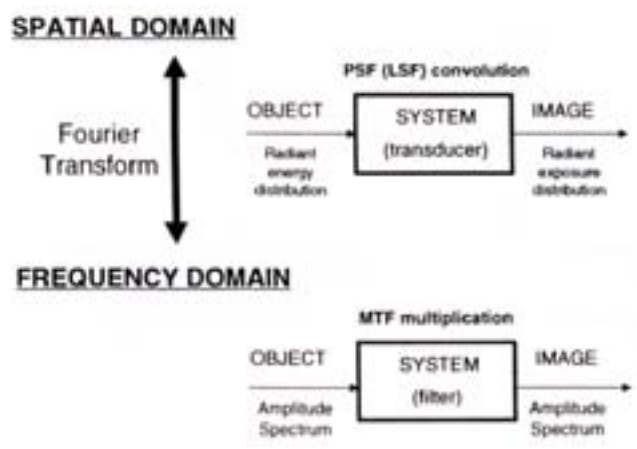 SPATIAL DOMAIN
Fourier
Transform
PSF (LSF) convolution
OBJECT
Radiant
energy
distribution
SYSTEM
(transducer)
IMAGE
Radiant
exposure
distribution
FREQUENCY DOMAIN
MTF multiplication
OBJECT
Amplitude
Spectrum
SYSTEM
(filter)
IMAGE
Amplitude
Spectrum